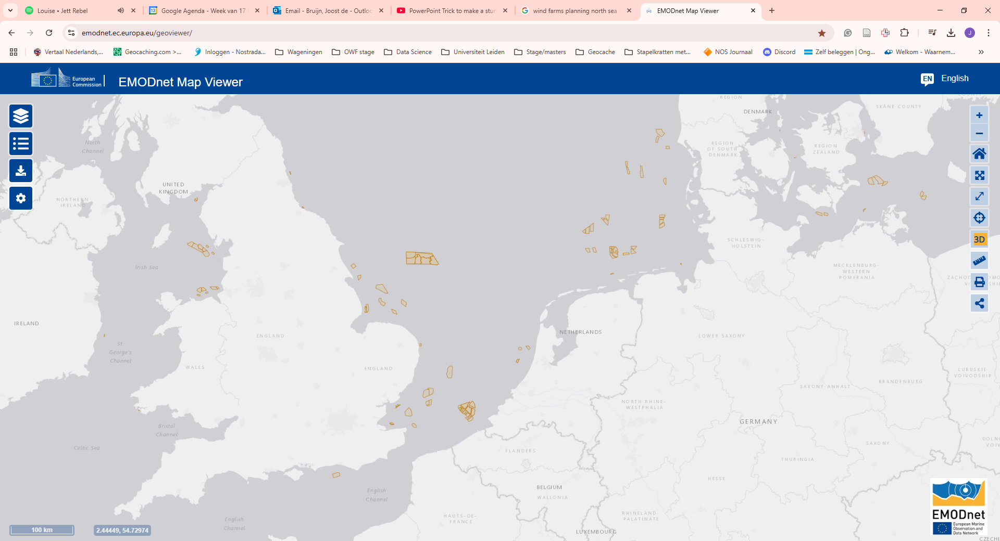 Louise • Jett Rebel
Google Agenda - Week van 17
Email - Bruijn, Joost de - Outlo
PowerPoint Trick to make a stu
wind farms planning north sea
EMODnet Map Viewer
emodnet.ec.europa.eu/geoviewer/
J
Vertaal Nederlands,...
Geocaching.com >...
Inloggen - Nostrada...
Wageningen
OWF stage
Data Science
Universiteit Leiden
Stage/masters
Geocache
Stapelkratten met...
NOS Journaal
Discord
Zelf beleggen | Ong...
Welkom - Waarnem...
European
Commission
EMODnet Map Viewer
EN
English
REGION
DENMARK
SKÅNE COUNTY
North
Channel
REGION
OF SOUTH
DENMARK
REGION
ZEALAND
UNITED
KINGDOM
NORTHERN
IRELAND
3D
SCHLESWIG-
HOLSTEIN
Irish Sea
MECKLENBURG-
WESTERN
POMERANIA
IRELAND
NETHERLANDS
ENGLAND
LOWER SAXONY
St
George's
Channel
WALES
ENGLAND
LUBUSKIE
VOIVODSHIP
BRANDENBURG
SAXONY-ANHALT
NORTH RHINE-
WESTPHALIA
GERMANY
Bristol
Channel
Celtic Sea
FLANDERS
SAXONY
THURINGIA
HESSE
BELGIUM
WALLONIA
English
Channel
HAUTS-DE-
FRANCE
RHINELAND-
PALATINATE
English
Channel
LUXEMBOURG
100 km
2.44449, 54.72974
EMODnet
European Marine
Observation and
Data Network
CZECHI